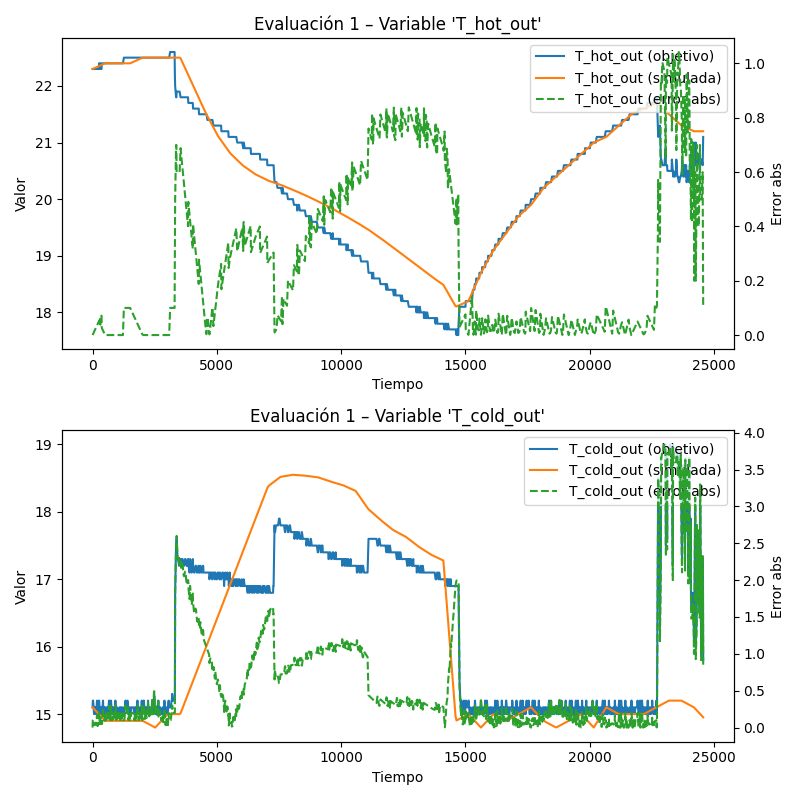 Evaluación 1 – Variable 'T_hot_out'
T_hot_out (objetivo)
T_hot_out (simulada)
T_hot_out (error abs)
Valor
22
21
20
19
18
1.0
0.8
0.6
0.4
0.2
0.0
Error abs
0
5000
10000
15000
20000
25000
Tiempo
Evaluación 1 – Variable 'T_cold_out'
T_cold_out (objetivo)
T_cold_out (simulada)
T_cold_out (error abs)
Valor
19
18
17
16
15
4.0
3.5
3.0
2.5
2.0
1.5
1.0
0.5
0.0
Error abs
0
5000
10000
15000
20000
25000
Tiempo